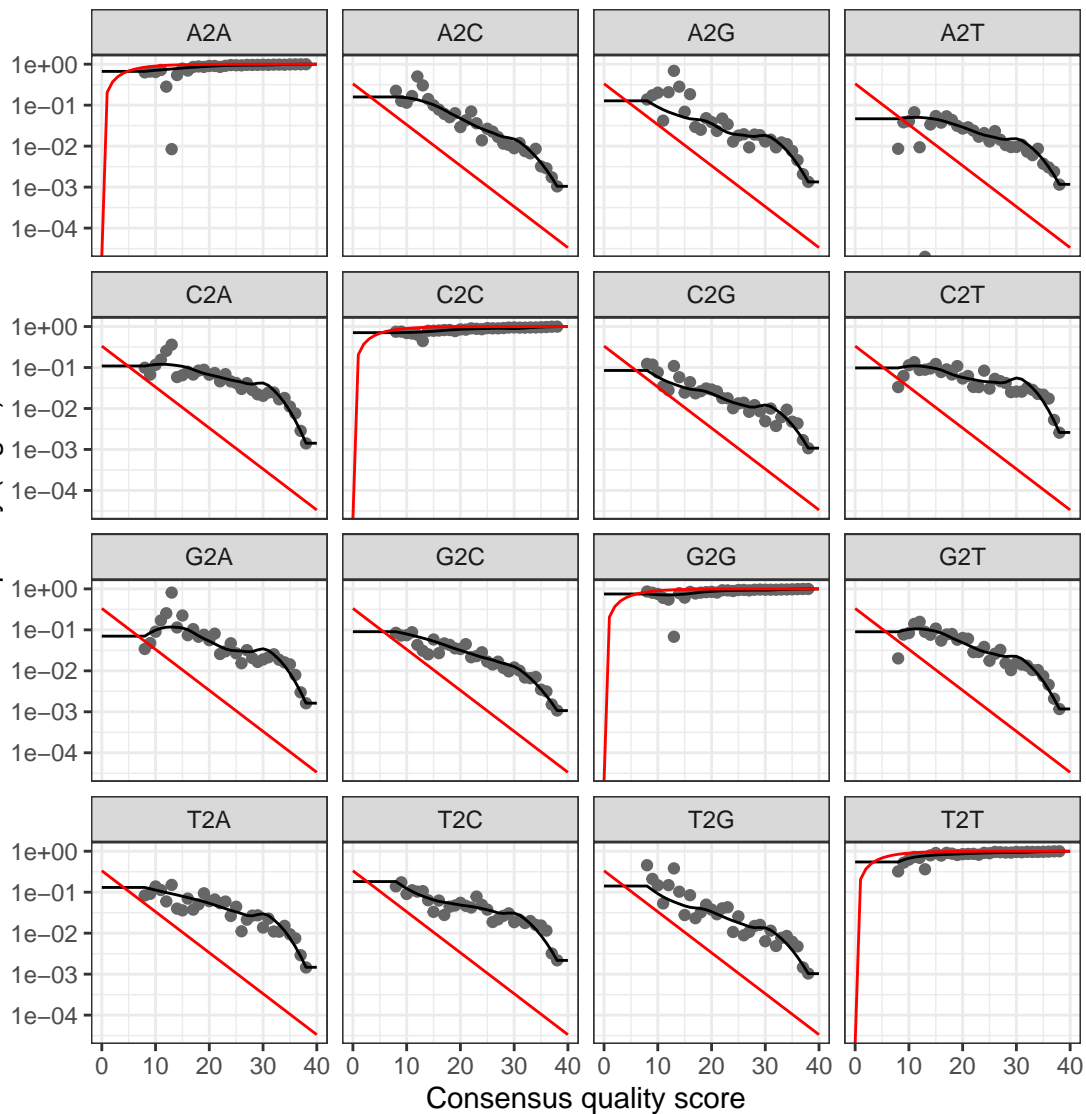 A2A A2C A2G A2T
1e+00
1e−01
1e−02
1e−03
1e−04
C2A C2C C2G C2T
1e+00
1e−01
1e−02
1e−03
1e−04
G2A G2C G2G G2T
1e+00
1e−01
1e−02
1e−03
1e−04
T2A T2C T2G T2T
1e+00
1e−01
1e−02
1e−03
1e−04
0 10 20 30 40 0 10 20 30 40 0 10 20 30 40 0 10 20 30 40
Consensus quality score